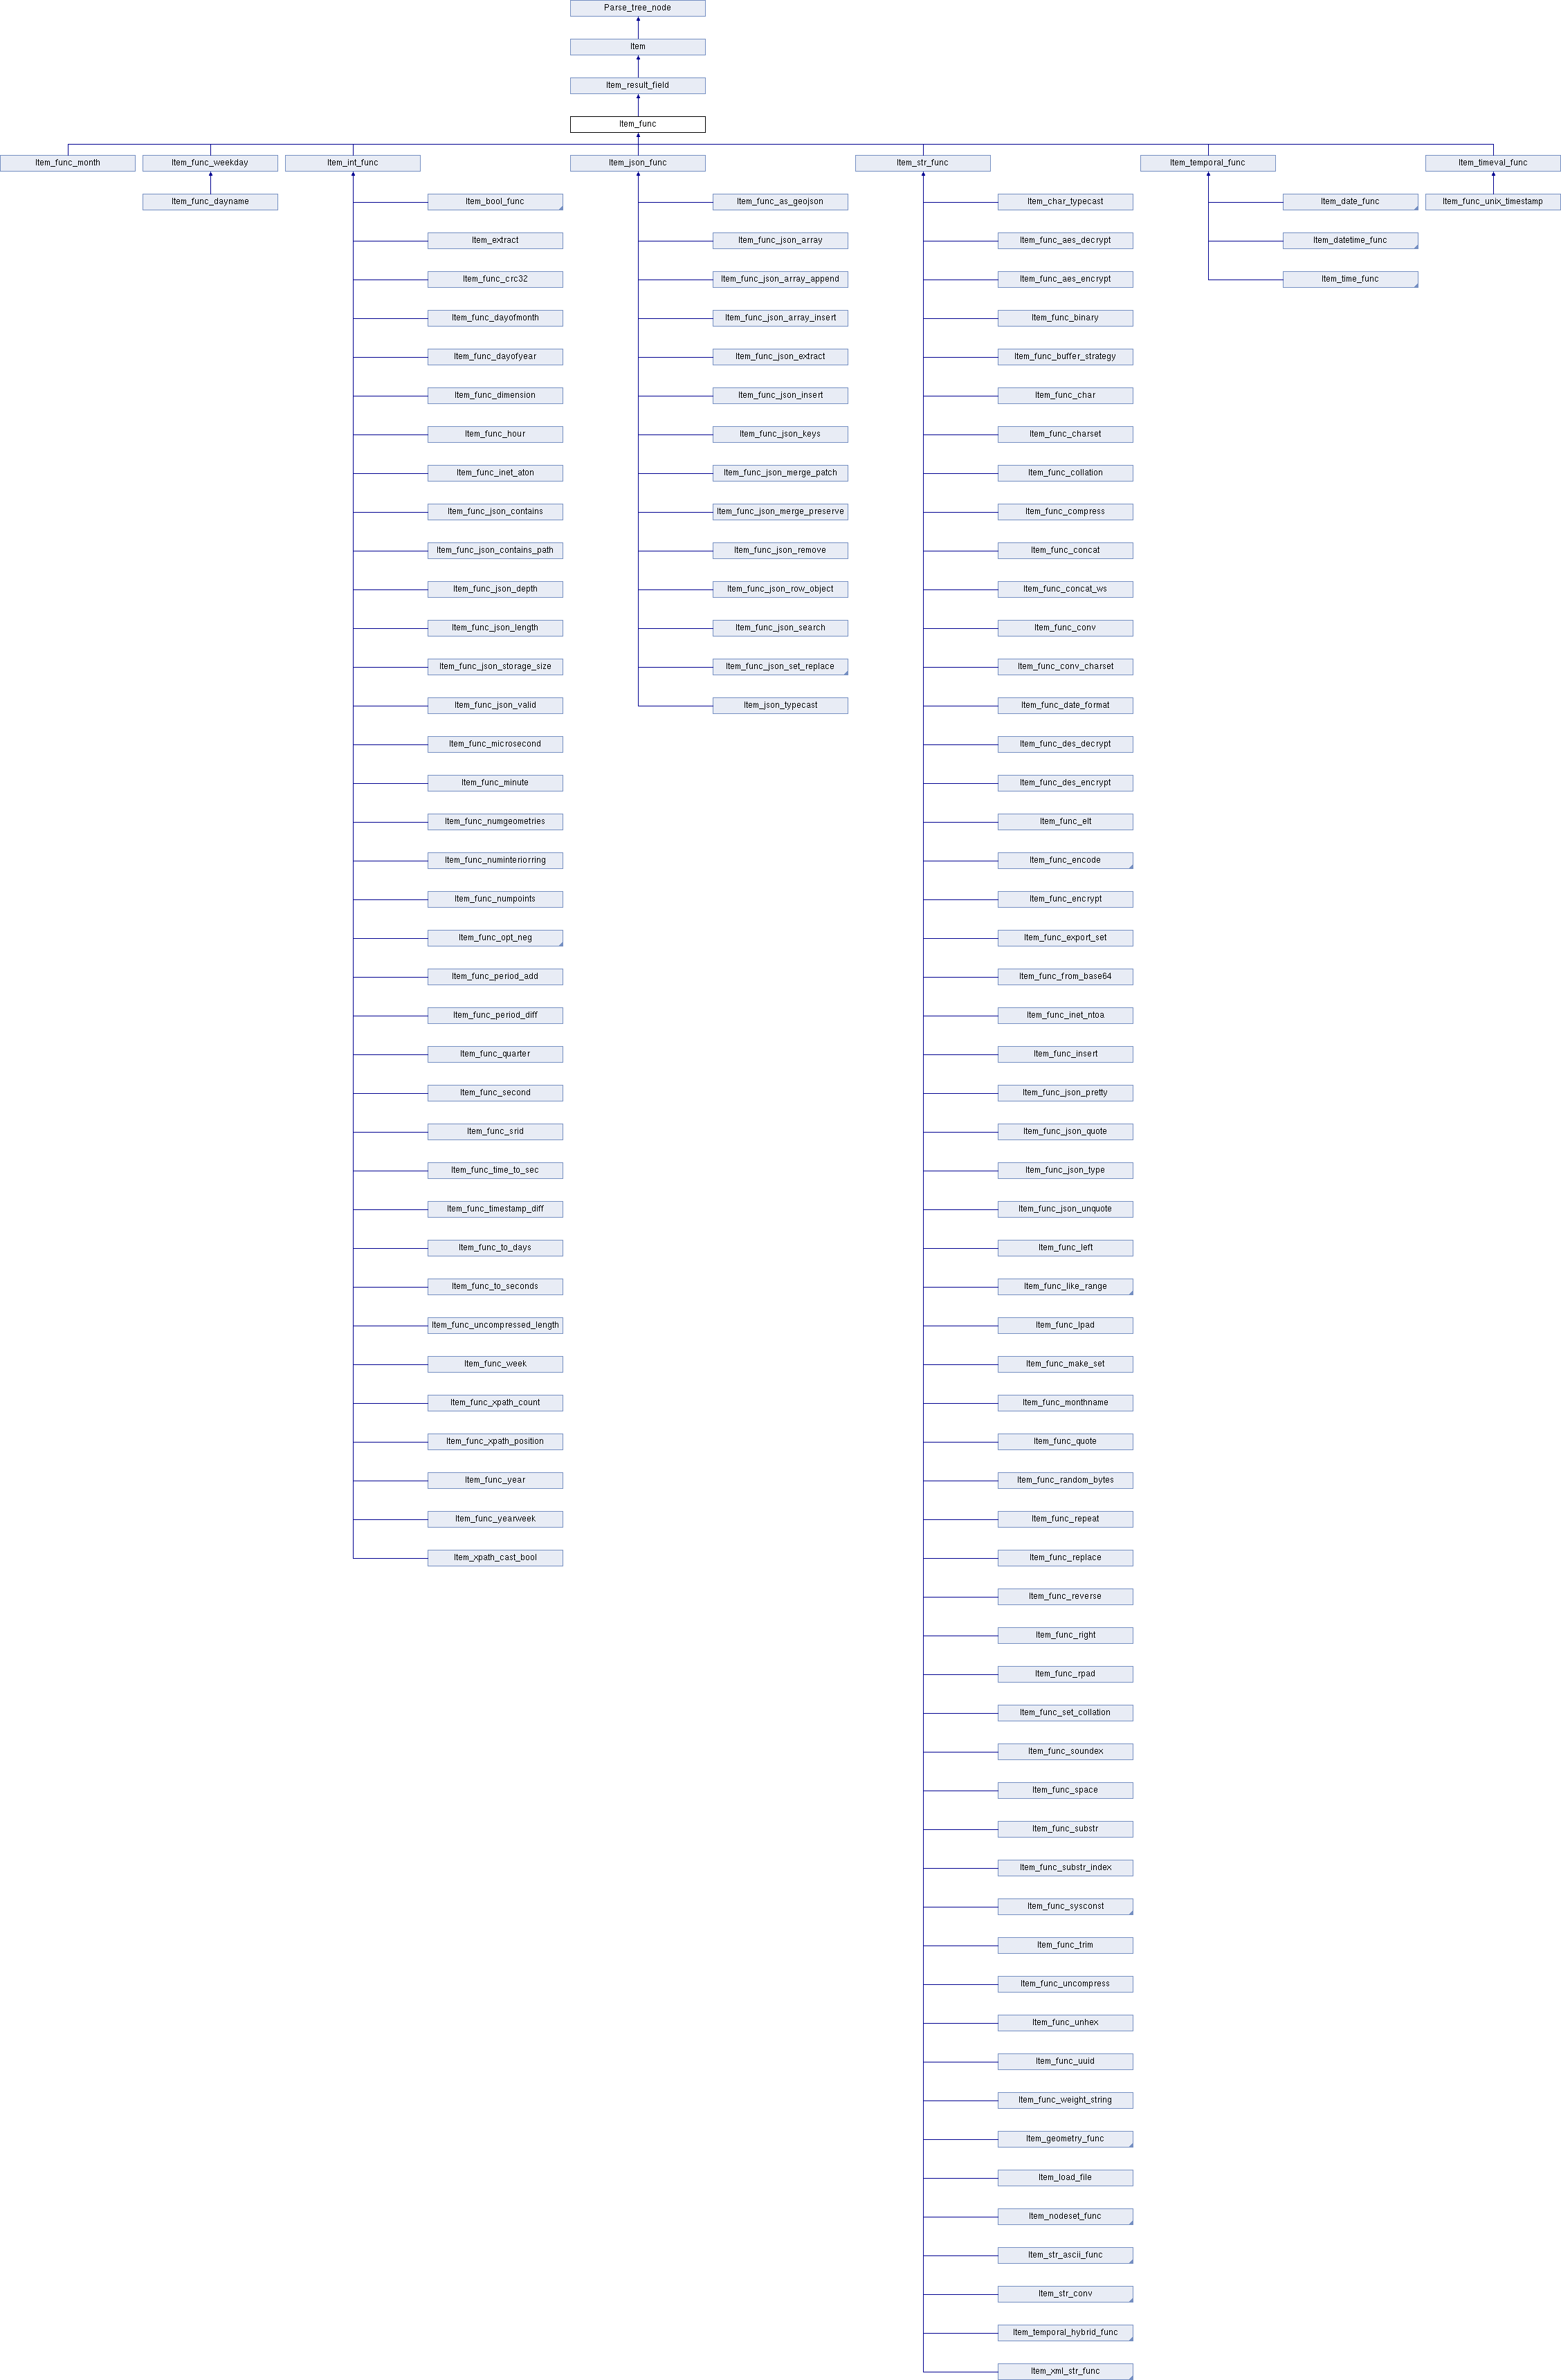 Parse_tree_node
Item
Item_result_field
Item_func
Item_func_month
Item_func_weekday
Item_int_func
Item_json_func
Item_str_func
Item_temporal_func
Item_timeval_func
Item_func_dayname
Item_bool_func
Item_extract
Item_func_crc32
Item_func_dayofmonth
Item_func_dayofyear
Item_func_dimension
Item_func_hour
Item_func_inet_aton
Item_func_json_contains
Item_func_json_contains_path
Item_func_json_depth
Item_func_json_length
Item_func_json_storage_size
Item_func_json_valid
Item_func_microsecond
Item_func_minute
Item_func_numgeometries
Item_func_numinteriorring
Item_func_numpoints
Item_func_opt_neg
Item_func_period_add
Item_func_period_diff
Item_func_quarter
Item_func_second
Item_func_srid
Item_func_time_to_sec
Item_func_timestamp_diff
Item_func_to_days
Item_func_to_seconds
Item_func_uncompressed_length
Item_func_week
Item_func_xpath_count
Item_func_xpath_position
Item_func_year
Item_func_yearweek
Item_xpath_cast_bool
Item_func_as_geojson
Item_func_json_array
Item_func_json_array_append
Item_func_json_array_insert
Item_func_json_extract
Item_func_json_insert
Item_func_json_keys
Item_func_json_merge_patch
Item_func_json_merge_preserve
Item_func_json_remove
Item_func_json_row_object
Item_func_json_search
Item_func_json_set_replace
Item_json_typecast
Item_char_typecast
Item_func_aes_decrypt
Item_func_aes_encrypt
Item_func_binary
Item_func_buffer_strategy
Item_func_char
Item_func_charset
Item_func_collation
Item_func_compress
Item_func_concat
Item_func_concat_ws
Item_func_conv
Item_func_conv_charset
Item_func_date_format
Item_func_des_decrypt
Item_func_des_encrypt
Item_func_elt
Item_func_encode
Item_func_encrypt
Item_func_export_set
Item_func_from_base64
Item_func_inet_ntoa
Item_func_insert
Item_func_json_pretty
Item_func_json_quote
Item_func_json_type
Item_func_json_unquote
Item_func_left
Item_func_like_range
Item_func_lpad
Item_func_make_set
Item_func_monthname
Item_func_quote
Item_func_random_bytes
Item_func_repeat
Item_func_replace
Item_func_reverse
Item_func_right
Item_func_rpad
Item_func_set_collation
Item_func_soundex
Item_func_space
Item_func_substr
Item_func_substr_index
Item_func_sysconst
Item_func_trim
Item_func_uncompress
Item_func_unhex
Item_func_uuid
Item_func_weight_string
Item_geometry_func
Item_load_file
Item_nodeset_func
Item_str_ascii_func
Item_str_conv
Item_temporal_hybrid_func
Item_xml_str_func
Item_date_func
Item_datetime_func
Item_time_func
Item_func_unix_timestamp